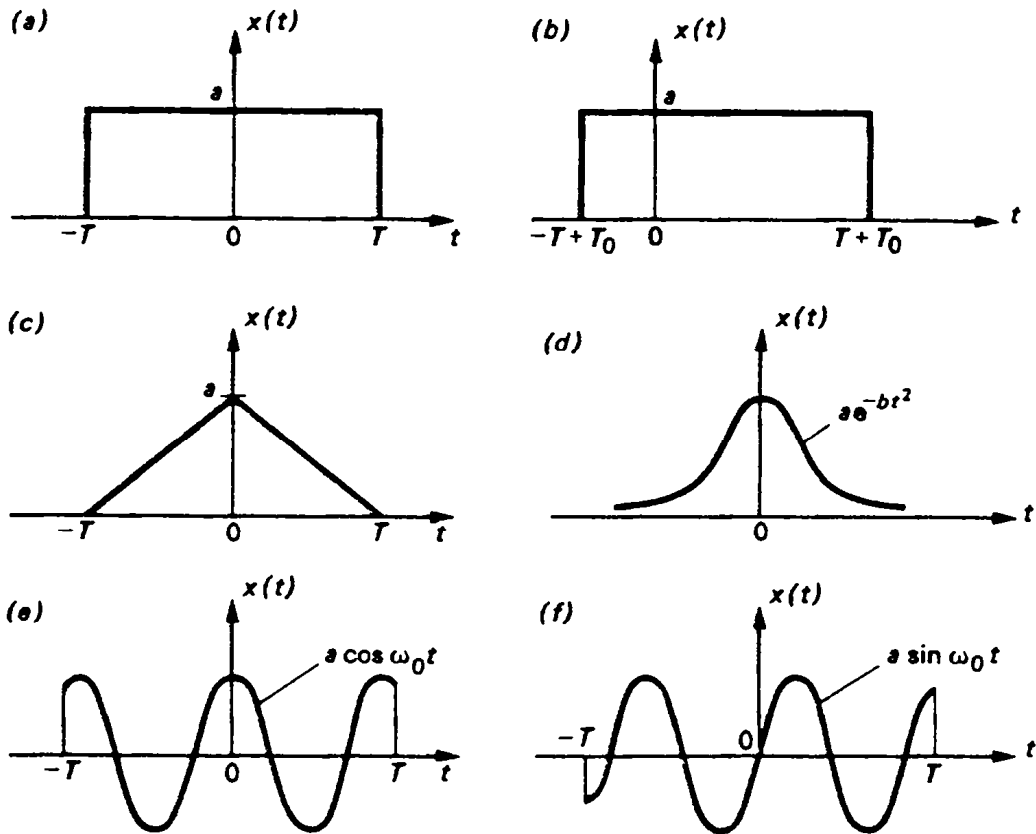 (a) x(t)
a
-T 0 T t
(b) x(t)
a
-T + T₀ 0 T + T₀ t
(c) x(t)
a
-T 0 T t
(d) x(t)
ae^{-bt²}
0 t
(e) x(t)
a cos ω₀t
-T 0 T t
(f) x(t)
a sin ω₀t
-T 0 T t